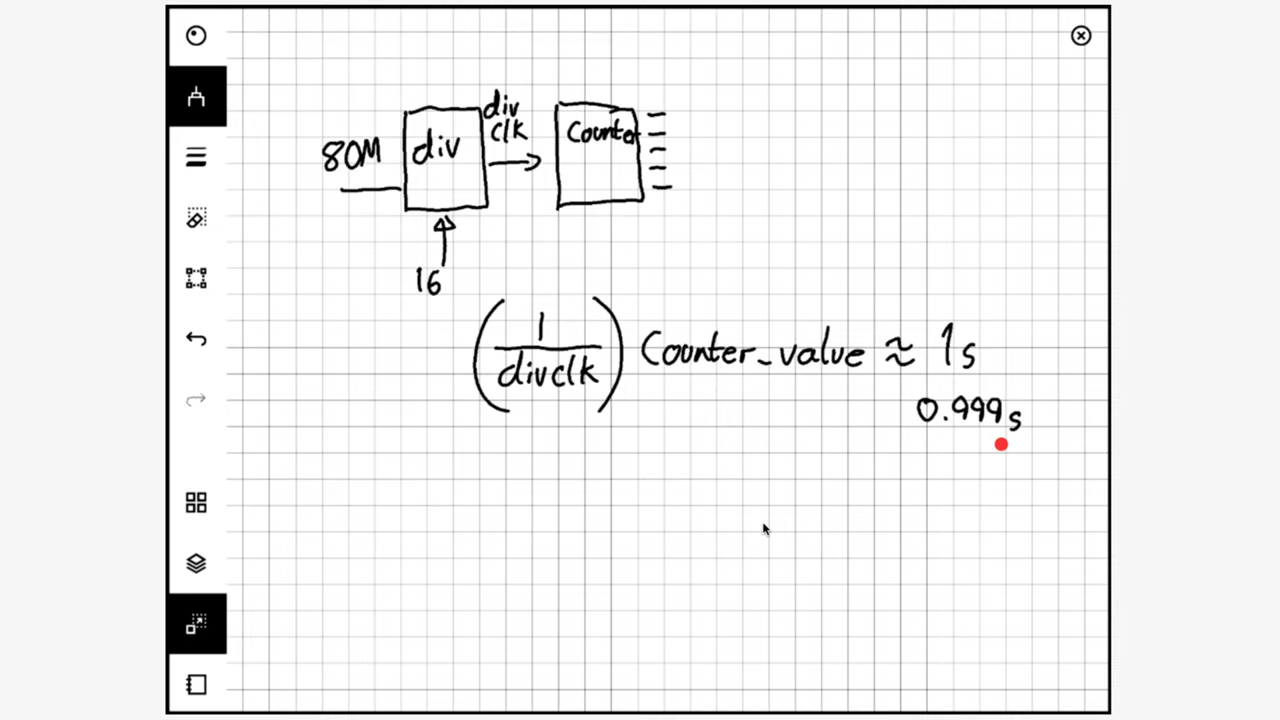 80M
div
div
clk
Counter
16
(1/divclk) Counter_value ≈ 1s
0.999s